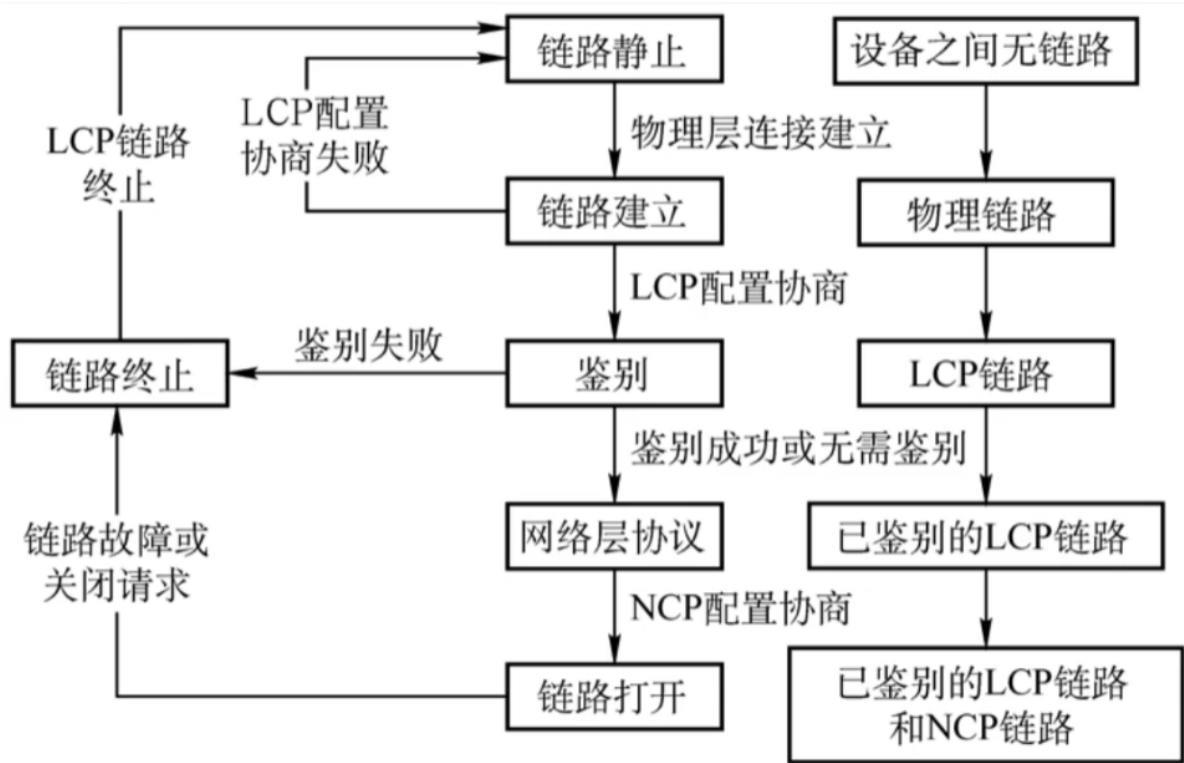 链路静止
设备之间无链路
LCP配置
协商失败
LCP链路
终止
物理层连接建立
链路建立
物理链路
LCP配置协商
链路终止
鉴别失败
鉴别
LCP链路
鉴别成功或无需鉴别
链路故障或
关闭请求
网络层协议
已鉴别的LCP链路
NCP配置协商
链路打开
已鉴别的LCP链路
和NCP链路